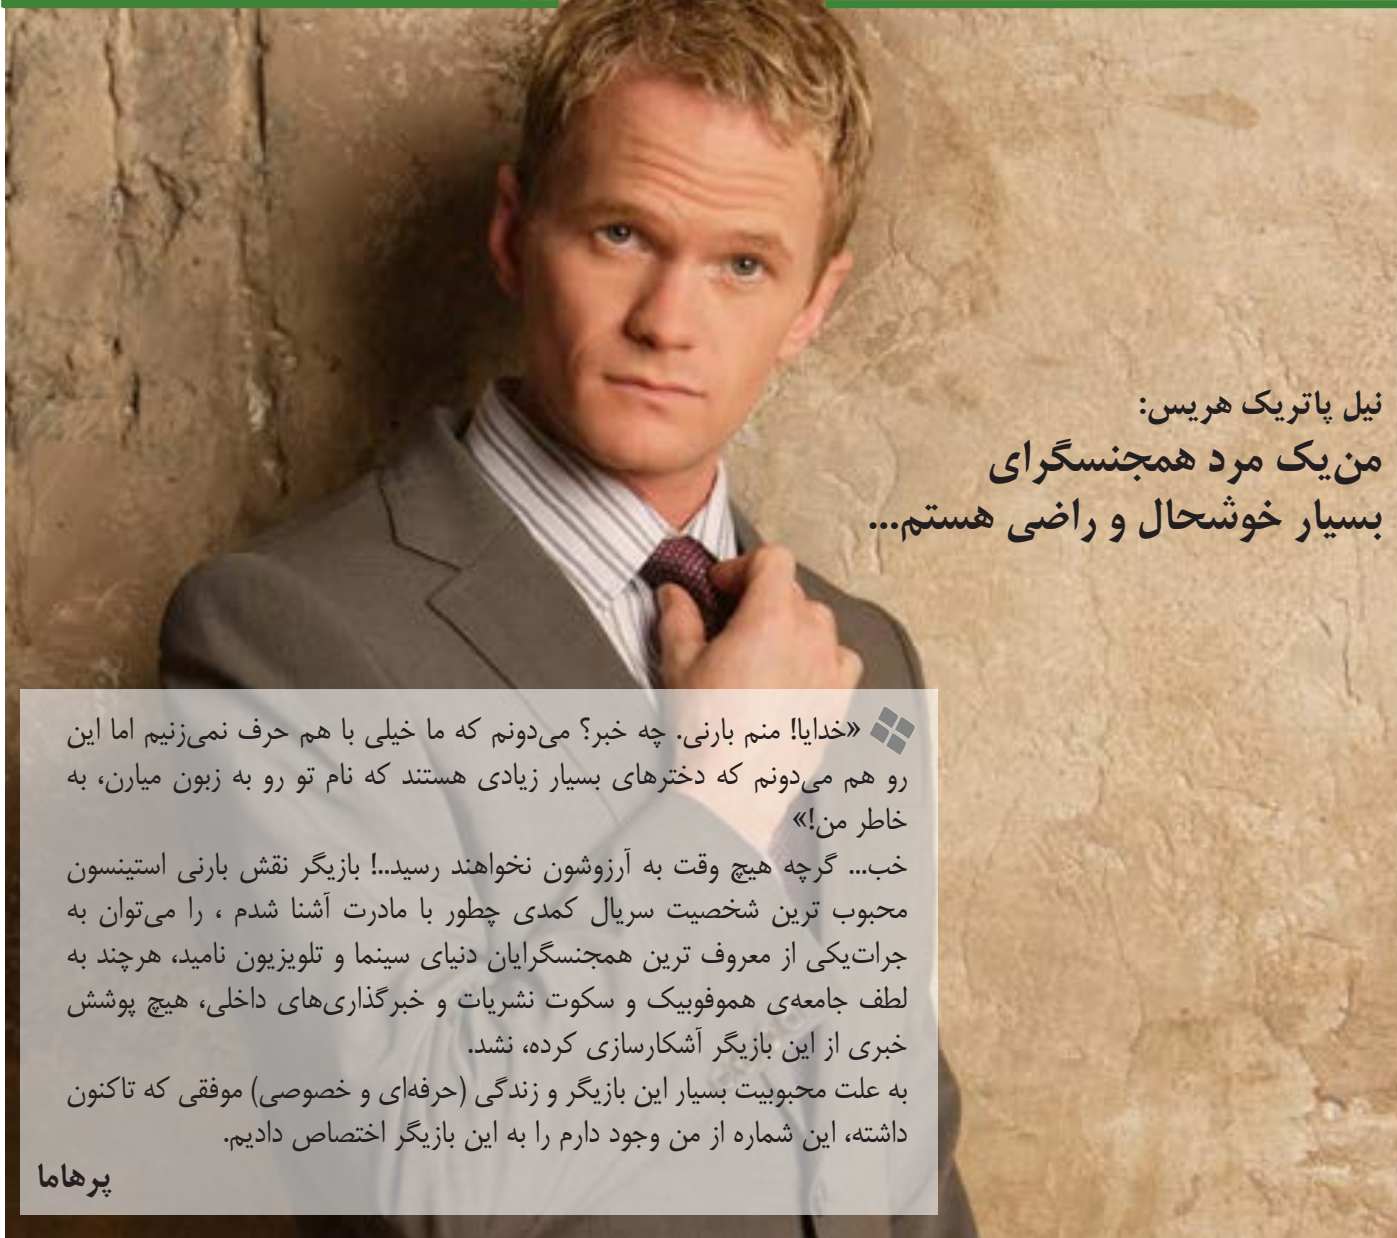 نیل پاتریک هریس:
من‌یک مرد همجنسگرای
بسیار خوشحال و راضی هستم...
«خدایا! منم بارنی. چه خبر؟ می‌دونم که ما خیلی با هم حرف نمی‌زنیم اما این
رو هم می‌دونم که دخترهای بسیار زیادی هستند که نام تو رو به زبون میارن، به
خاطر من!»
خب... گرچه هیچ وقت به آرزوشون نخواهند رسید..! بازیگر نقش بارنی استینسون
محبوب ترین شخصیت سریال کمدی چطور با مادرت آشنا شدم ، را می‌توان به
جرات‌یکی از معروف ترین همجنسگرایان دنیای سینما و تلویزیون نامید، هرچند به
لطف جامعه‌ی هموفوبیک و سکوت نشریات و خبرگذاری‌های داخلی، هیچ پوشش
خبری از این بازیگر آشکارسازی کرده، نشد.
به علت محبوبیت بسیار این بازیگر و زندگی (حرفه‌ای و خصوصی) موفقی که تاکنون
داشته، این شماره از من وجود دارم را به این بازیگر اختصاص دادیم.
پرهاما